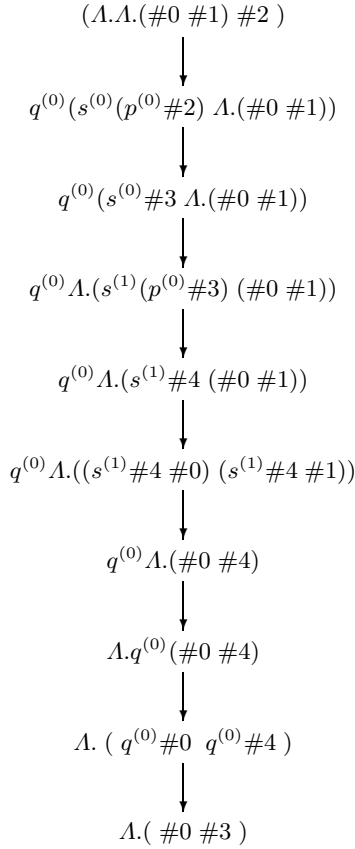 (Λ.Λ.(#0 #1) #2 )
q⁽⁰⁾(s⁽⁰⁾(p⁽⁰⁾#2) Λ.(#0 #1))
q⁽⁰⁾(s⁽⁰⁾#3 Λ.(#0 #1))
q⁽⁰⁾Λ.(s⁽¹⁾(p⁽⁰⁾#3) (#0 #1))
q⁽⁰⁾Λ.(s⁽¹⁾#4 (#0 #1))
q⁽⁰⁾Λ.((s⁽¹⁾#4 #0) (s⁽¹⁾#4 #1))
q⁽⁰⁾Λ.(#0 #4)
Λ.q⁽⁰⁾(#0 #4)
Λ. ( q⁽⁰⁾#0 q⁽⁰⁾#4 )
Λ.( #0 #3 )